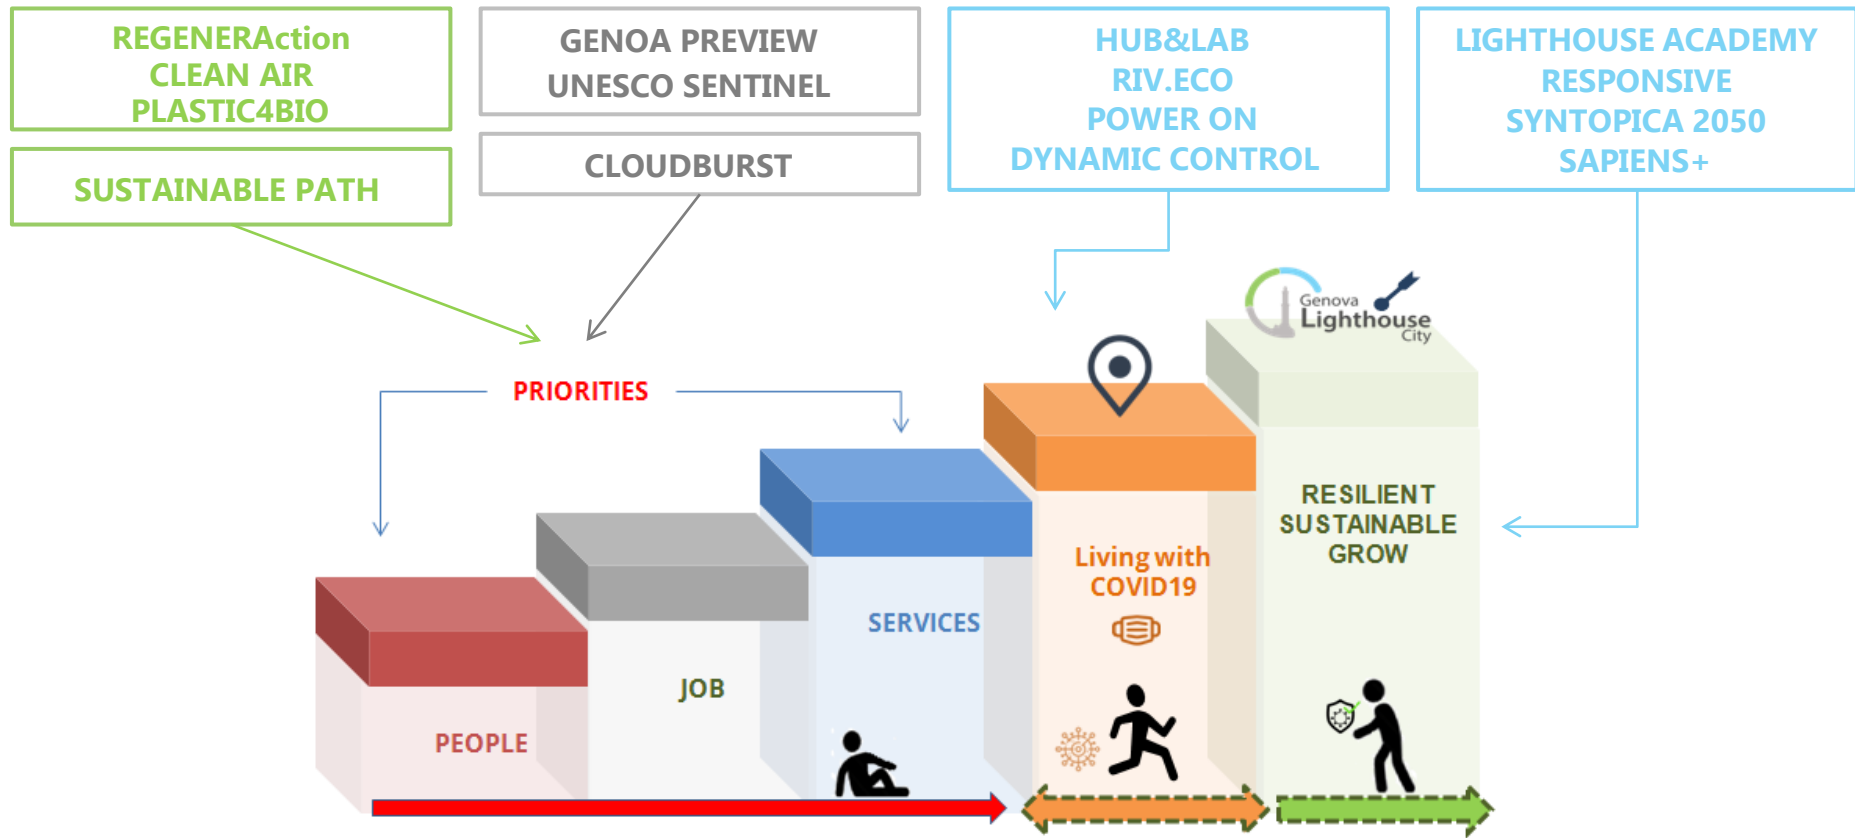 REGENERAction
CLEAN AIR
PLASTIC4BIO
SUSTAINABLE PATH
GENOA PREVIEW
UNESCO SENTINEL
CLOUDBURST
HUB&LAB
RIV.ECO
POWER ON
DYNAMIC CONTROL
LIGHTHOUSE ACADEMY
RESPONSIVE
SYNTOPICA 2050
SAPIENS+
Genova
Lighthouse
City
PRIORITIES
PEOPLE
JOB
SERVICES
Living with
COVID19
RESILIENT
SUSTAINABLE
GROW